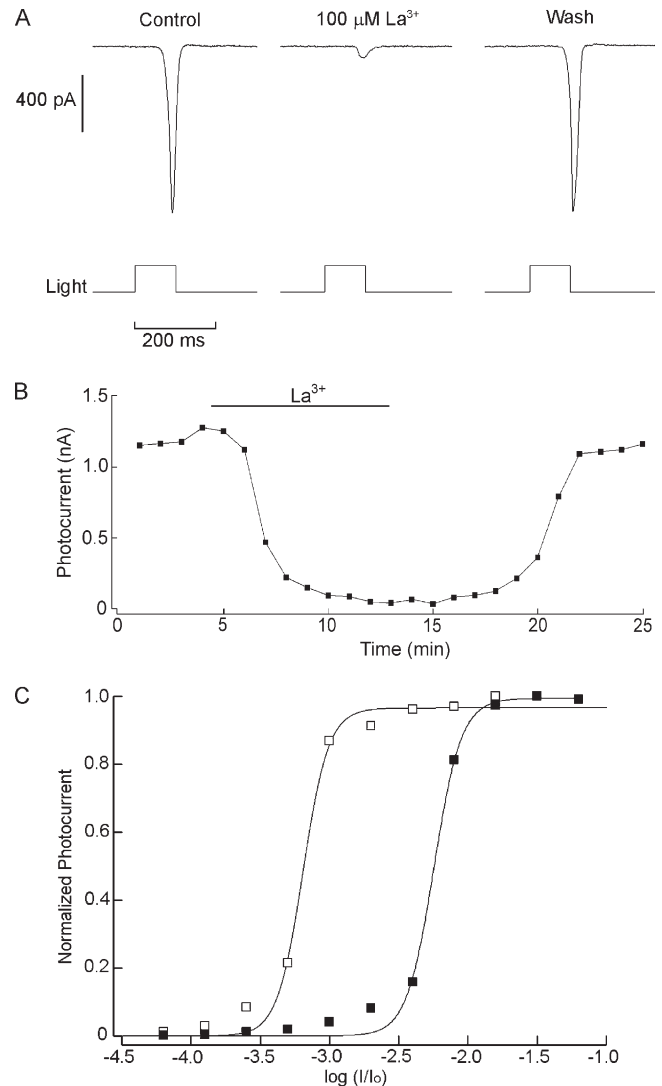 A
Control
100 μM La³⁺
Wash
400 pA
Light
200 ms
B
La³⁺
Photocurrent (nA)
1.5
1.0
0.5
0
0
5
10
15
20
25
Time (min)
C
Normalized Photocurrent
1.0
0.8
0.6
0.4
0.2
0
-4.5
-4.0
-3.5
-3.0
-2.5
-2.0
-1.5
-1.0
log (I/Io)